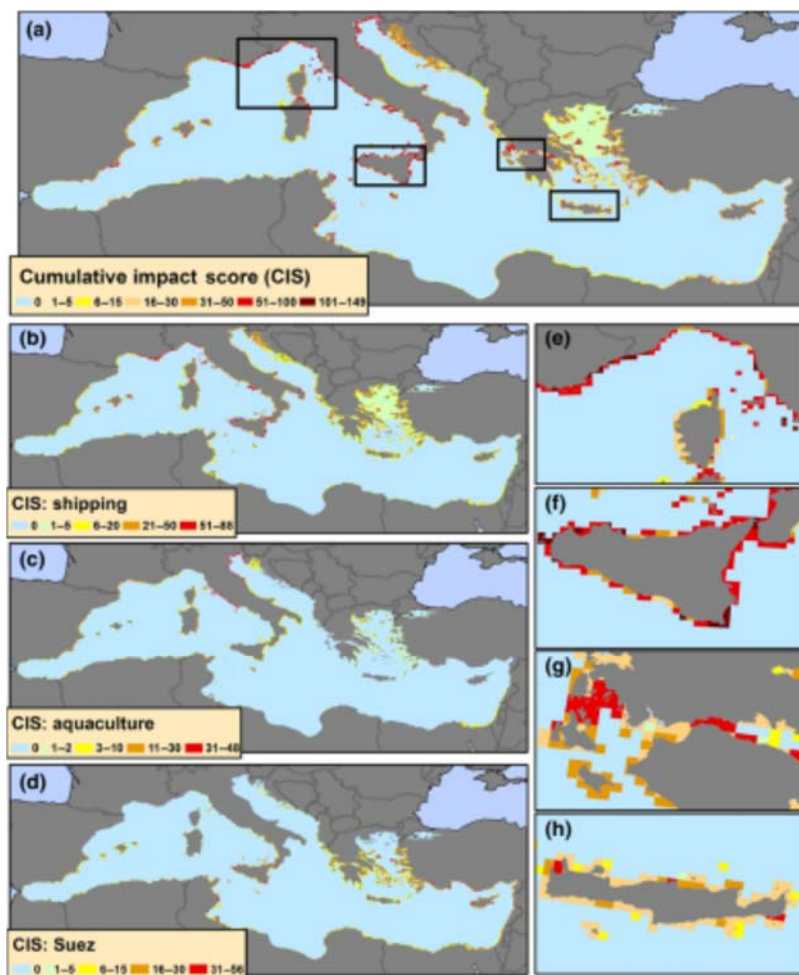 (a)
Cumulative impact score (CIS)
0 1–5 6–15 16–30 31–50 51–100 101–149
(b)
CIS: shipping
0 1–5 6–20 21–50 51–88
(c)
CIS: aquaculture
0 1–2 3–10 11–30 31–48
(d)
CIS: Suez
0 1–5 6–15 16–30 31–56
(e)
(f)
(g)
(h)